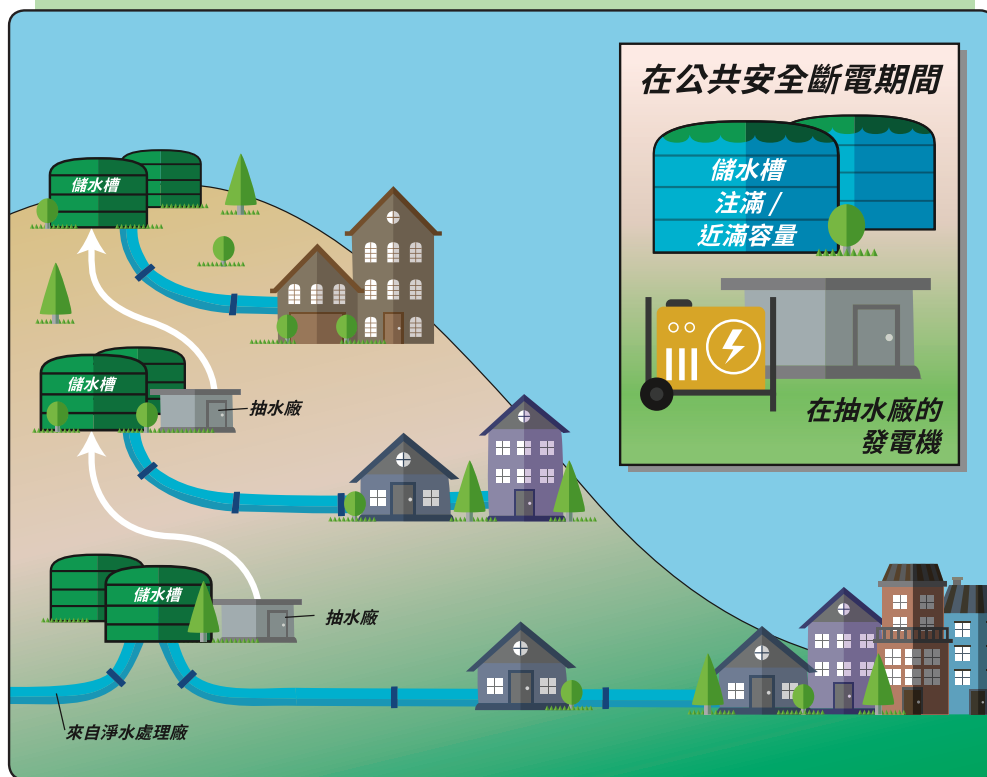 在公共安全斷電期間
儲水槽
注滿 /
近滿容量
在抽水廠的
發電機
儲水槽
儲水槽
抽水廠
儲水槽
抽水廠
來自淨水處理廠